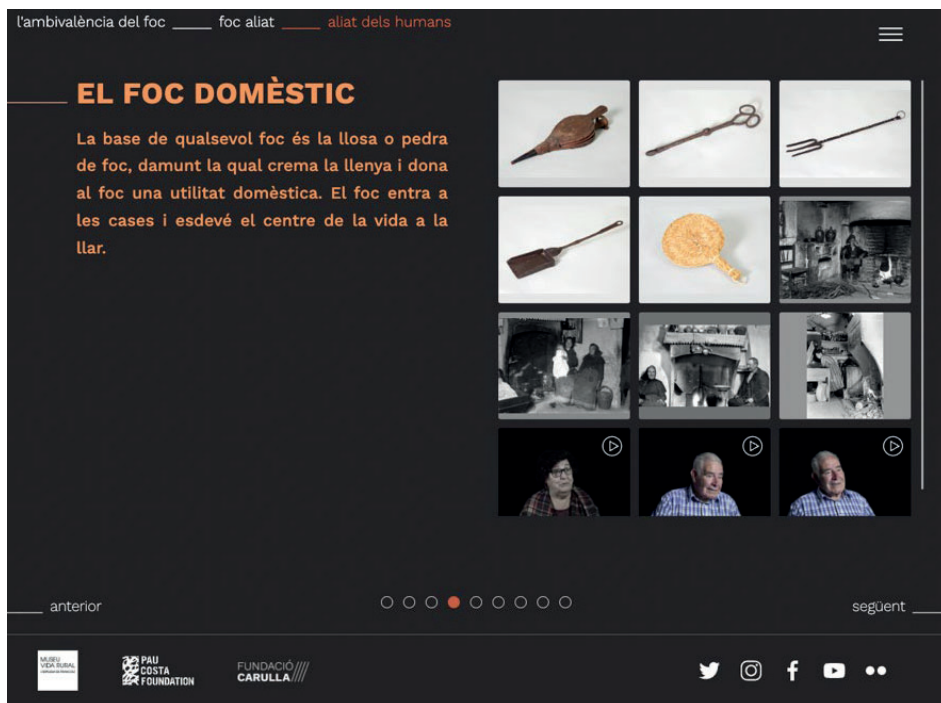 l'ambivalència del foc _____ foc aliat _____ aliat dels humans
EL FOC DOMÈSTIC
La base de qualsevol foc és la llosa o pedra
de foc, damunt la qual crema la llenya i dona
al foc una utilitat domèstica. El foc entra a
les cases i esdevé el centre de la vida a la
llar.
anterior
següent
MUSEU
VIDA RURAL
PAU
COSTA
FOUNDATION
FUNDACIÓ////
CARULLA////